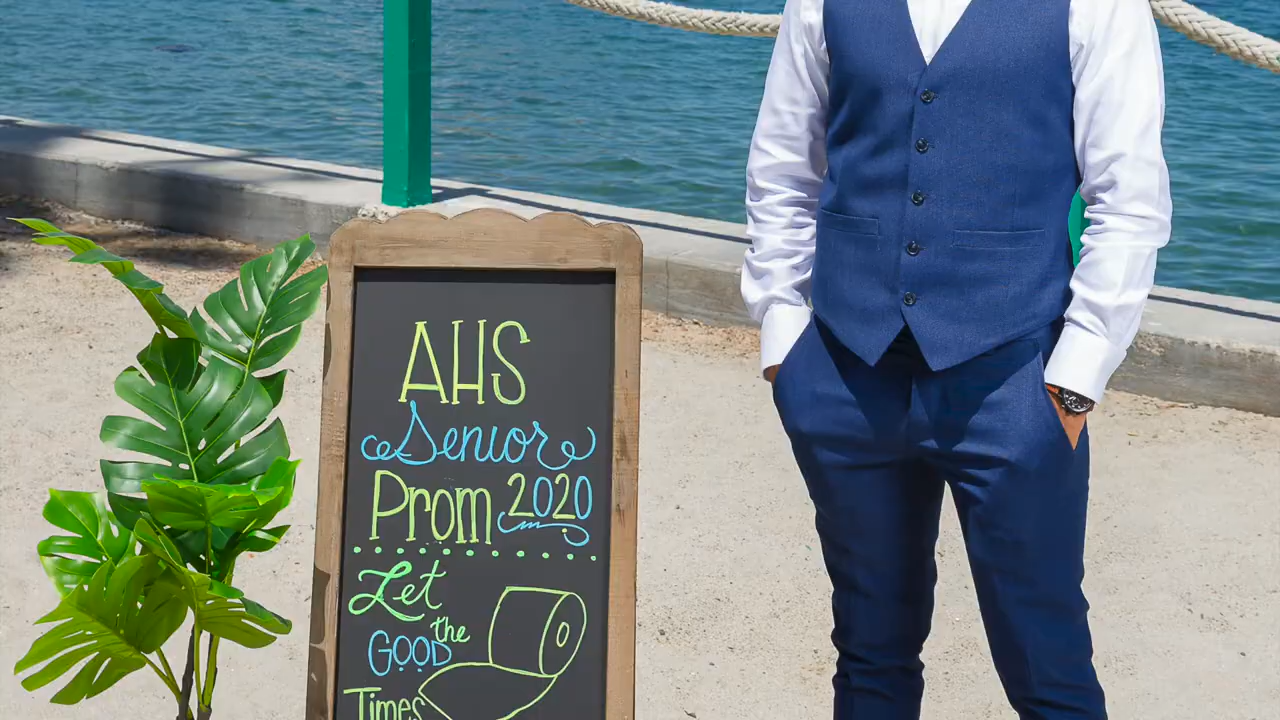 AHS
Senior
Prom 2020
Let
the
GOOD
Times